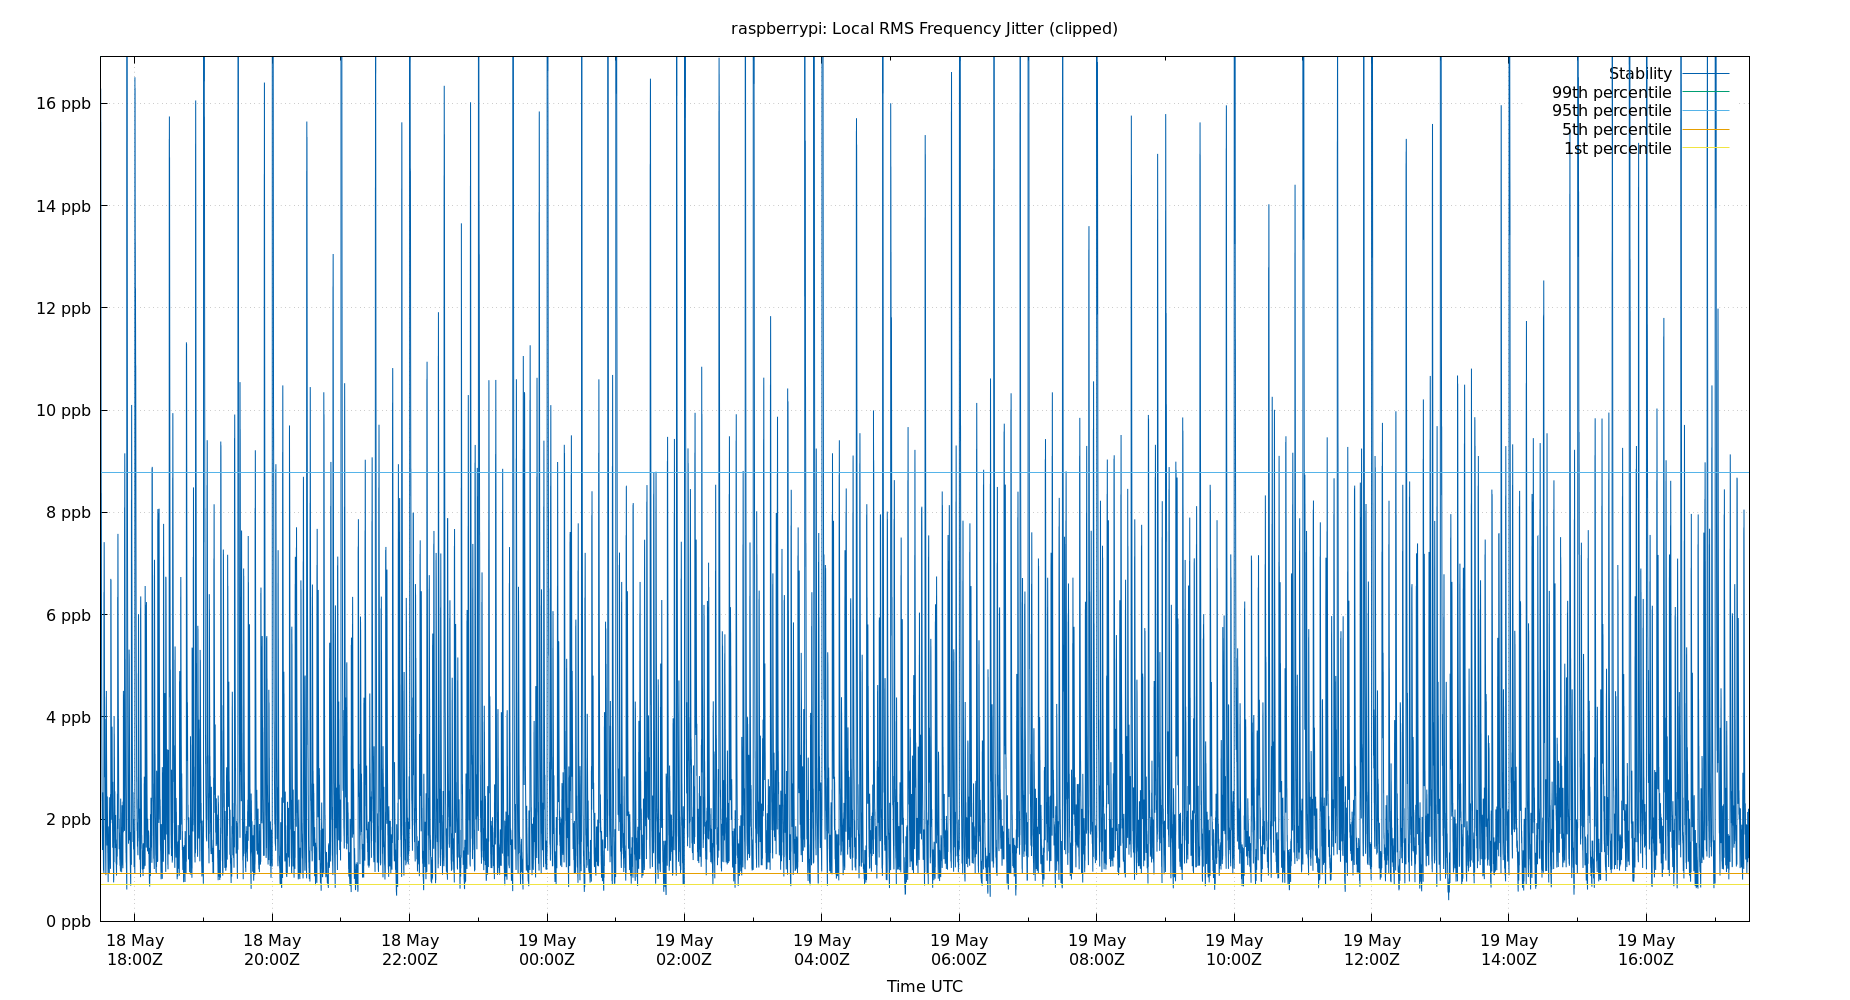 raspberrypi: Local RMS Frequency Jitter (clipped)
Stability
99th percentile
95th percentile
5th percentile
1st percentile
16 ppb
14 ppb
12 ppb
10 ppb
8 ppb
6 ppb
4 ppb
2 ppb
0 ppb
18 May 18 May 18 May 19 May 19 May 19 May 19 May 19 May 19 May 19 May 19 May 19 May
18:00Z 20:00Z 22:00Z 00:00Z 02:00Z 04:00Z 06:00Z 08:00Z 10:00Z 12:00Z 14:00Z 16:00Z
Time UTC